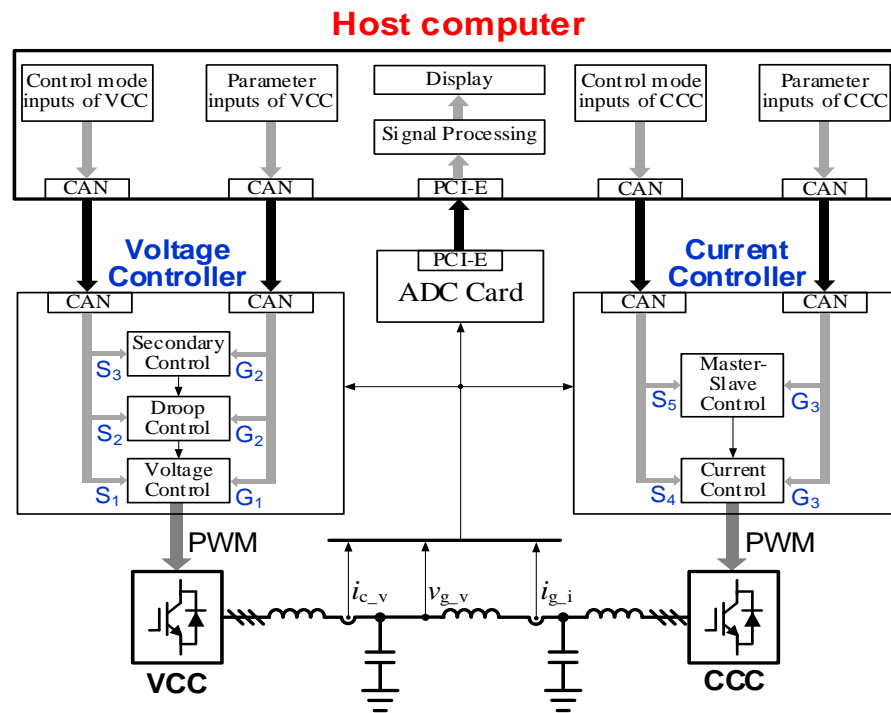 Host computer
Control mode
inputs of VCC
Parameter
inputs of VCC
Display
Signal Processing
Control mode
inputs of CCC
Parameter
inputs of CCC
CAN
CAN
PCI-E
CAN
CAN
Voltage
Controller
PCI-E
ADC Card
Current
Controller
CAN
CAN
CAN
CAN
Secondary
Control
S3
G2
Droop
Control
S2
G2
Voltage
Control
S1
G1
Master-
Slave
Control
S5
G3
Current
Control
S4
G3
PWM
PWM
ic_v
vg_v
ig_i
VCC
CCC